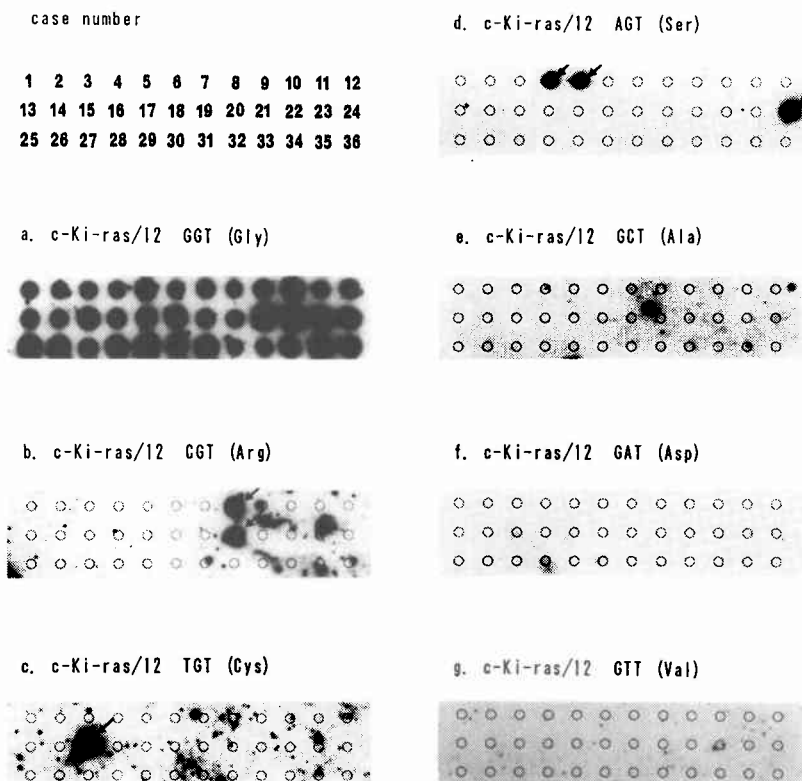 case number
1 2 3 4 5 6 7 8 9 10 11 12
13 14 15 16 17 18 19 20 21 22 23 24
25 26 27 28 29 30 31 32 33 34 35 36
a. c-Ki-ras/12 GGT (Gly)
b. c-Ki-ras/12 CGT (Arg)
c. c-Ki-ras/12 TGT (Cys)
d. c-Ki-ras/12 AGT (Ser)
e. c-Ki-ras/12 GCT (Ala)
f. c-Ki-ras/12 GAT (Asp)
g. c-Ki-ras/12 GTT (Val)